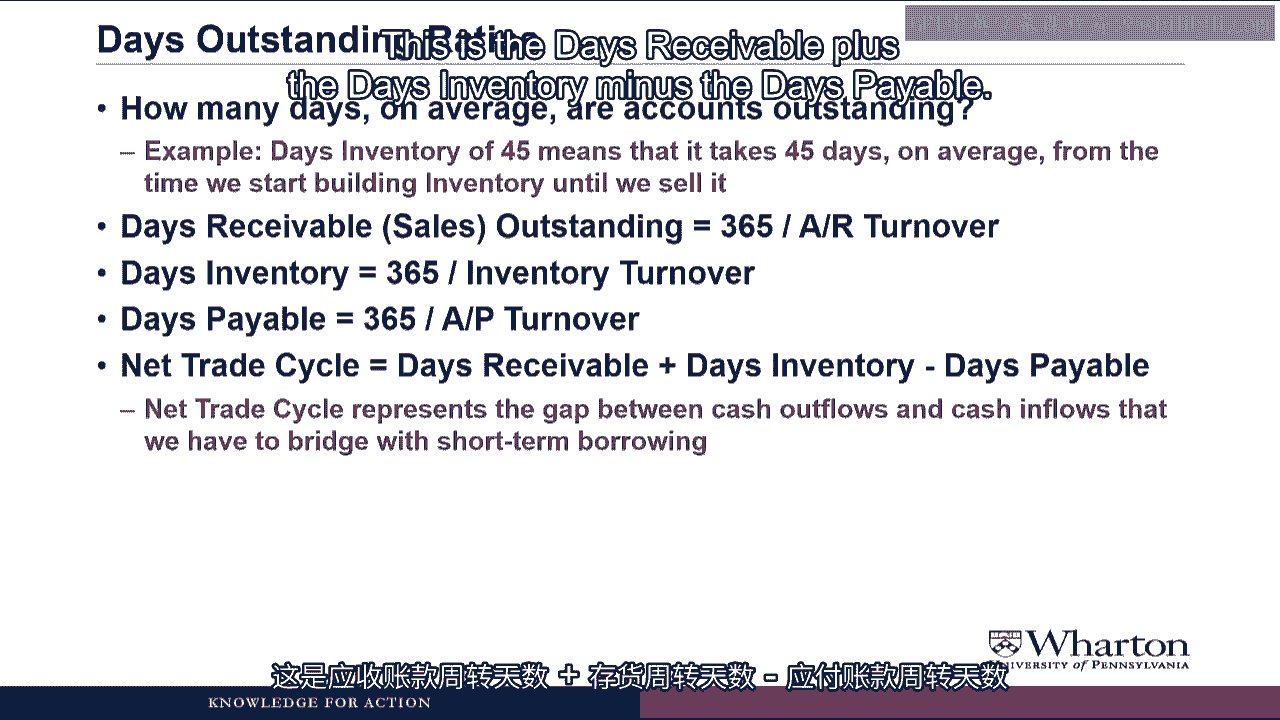 Days Outstanding Ratios
This is the Days Receivable plus
the Days Inventory minus the Days Payable.
• How many days, on average, are accounts outstanding?
– Example: Days Inventory of 45 means that it takes 45 days, on average, from the
time we start building Inventory until we sell it
• Days Receivable (Sales) Outstanding = 365 / A/R Turnover
• Days Inventory = 365 / Inventory Turnover
• Days Payable = 365 / A/P Turnover
• Net Trade Cycle = Days Receivable + Days Inventory - Days Payable
– Net Trade Cycle represents the gap between cash outflows and cash inflows that
we have to bridge with short-term borrowing
Wharton
UNIVERSITY of PENNSYLVANIA
这是应收账款周转天数 + 存货周转天数 - 应付账款周转天数
KNOWLEDGE FOR ACTION